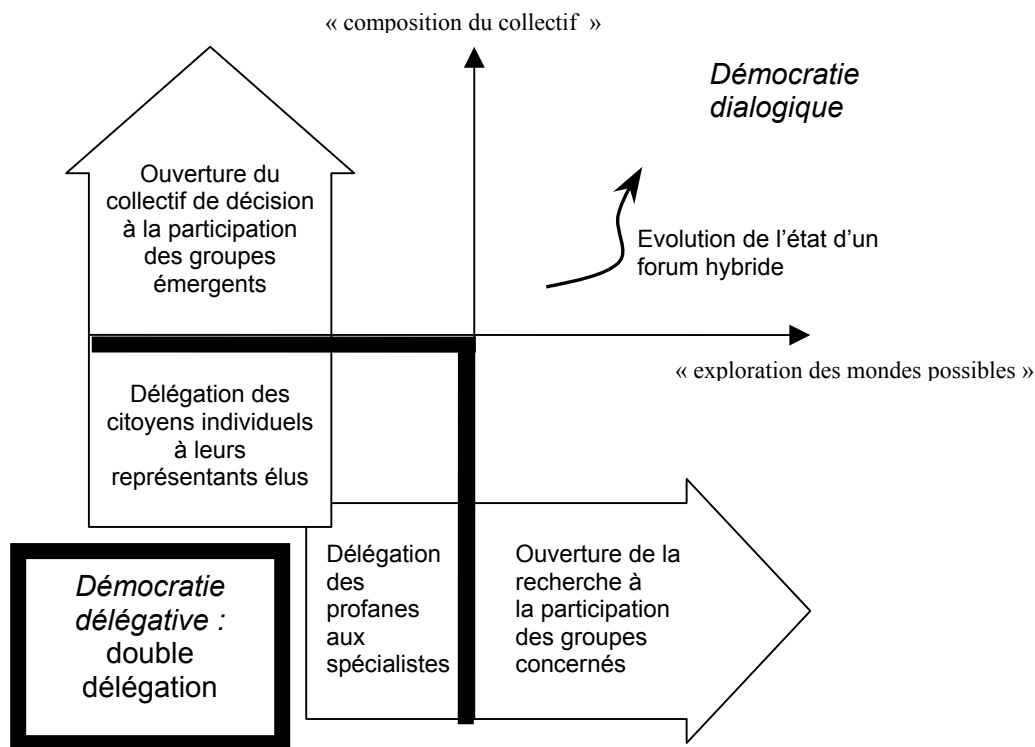 « composition du collectif  »
Démocratie
dialogique
Ouverture du
collectif de décision
à la participation
des groupes
émergents
Evolution de l’état d’un
forum hybride
« exploration des mondes possibles »
Délégation des
citoyens individuels
à leurs
représentants élus
Démocratie
délégative :
double
délégation
Délégation
des
profanes
aux
spécialistes
Ouverture de la
recherche à
la participation
des groupes
concernés